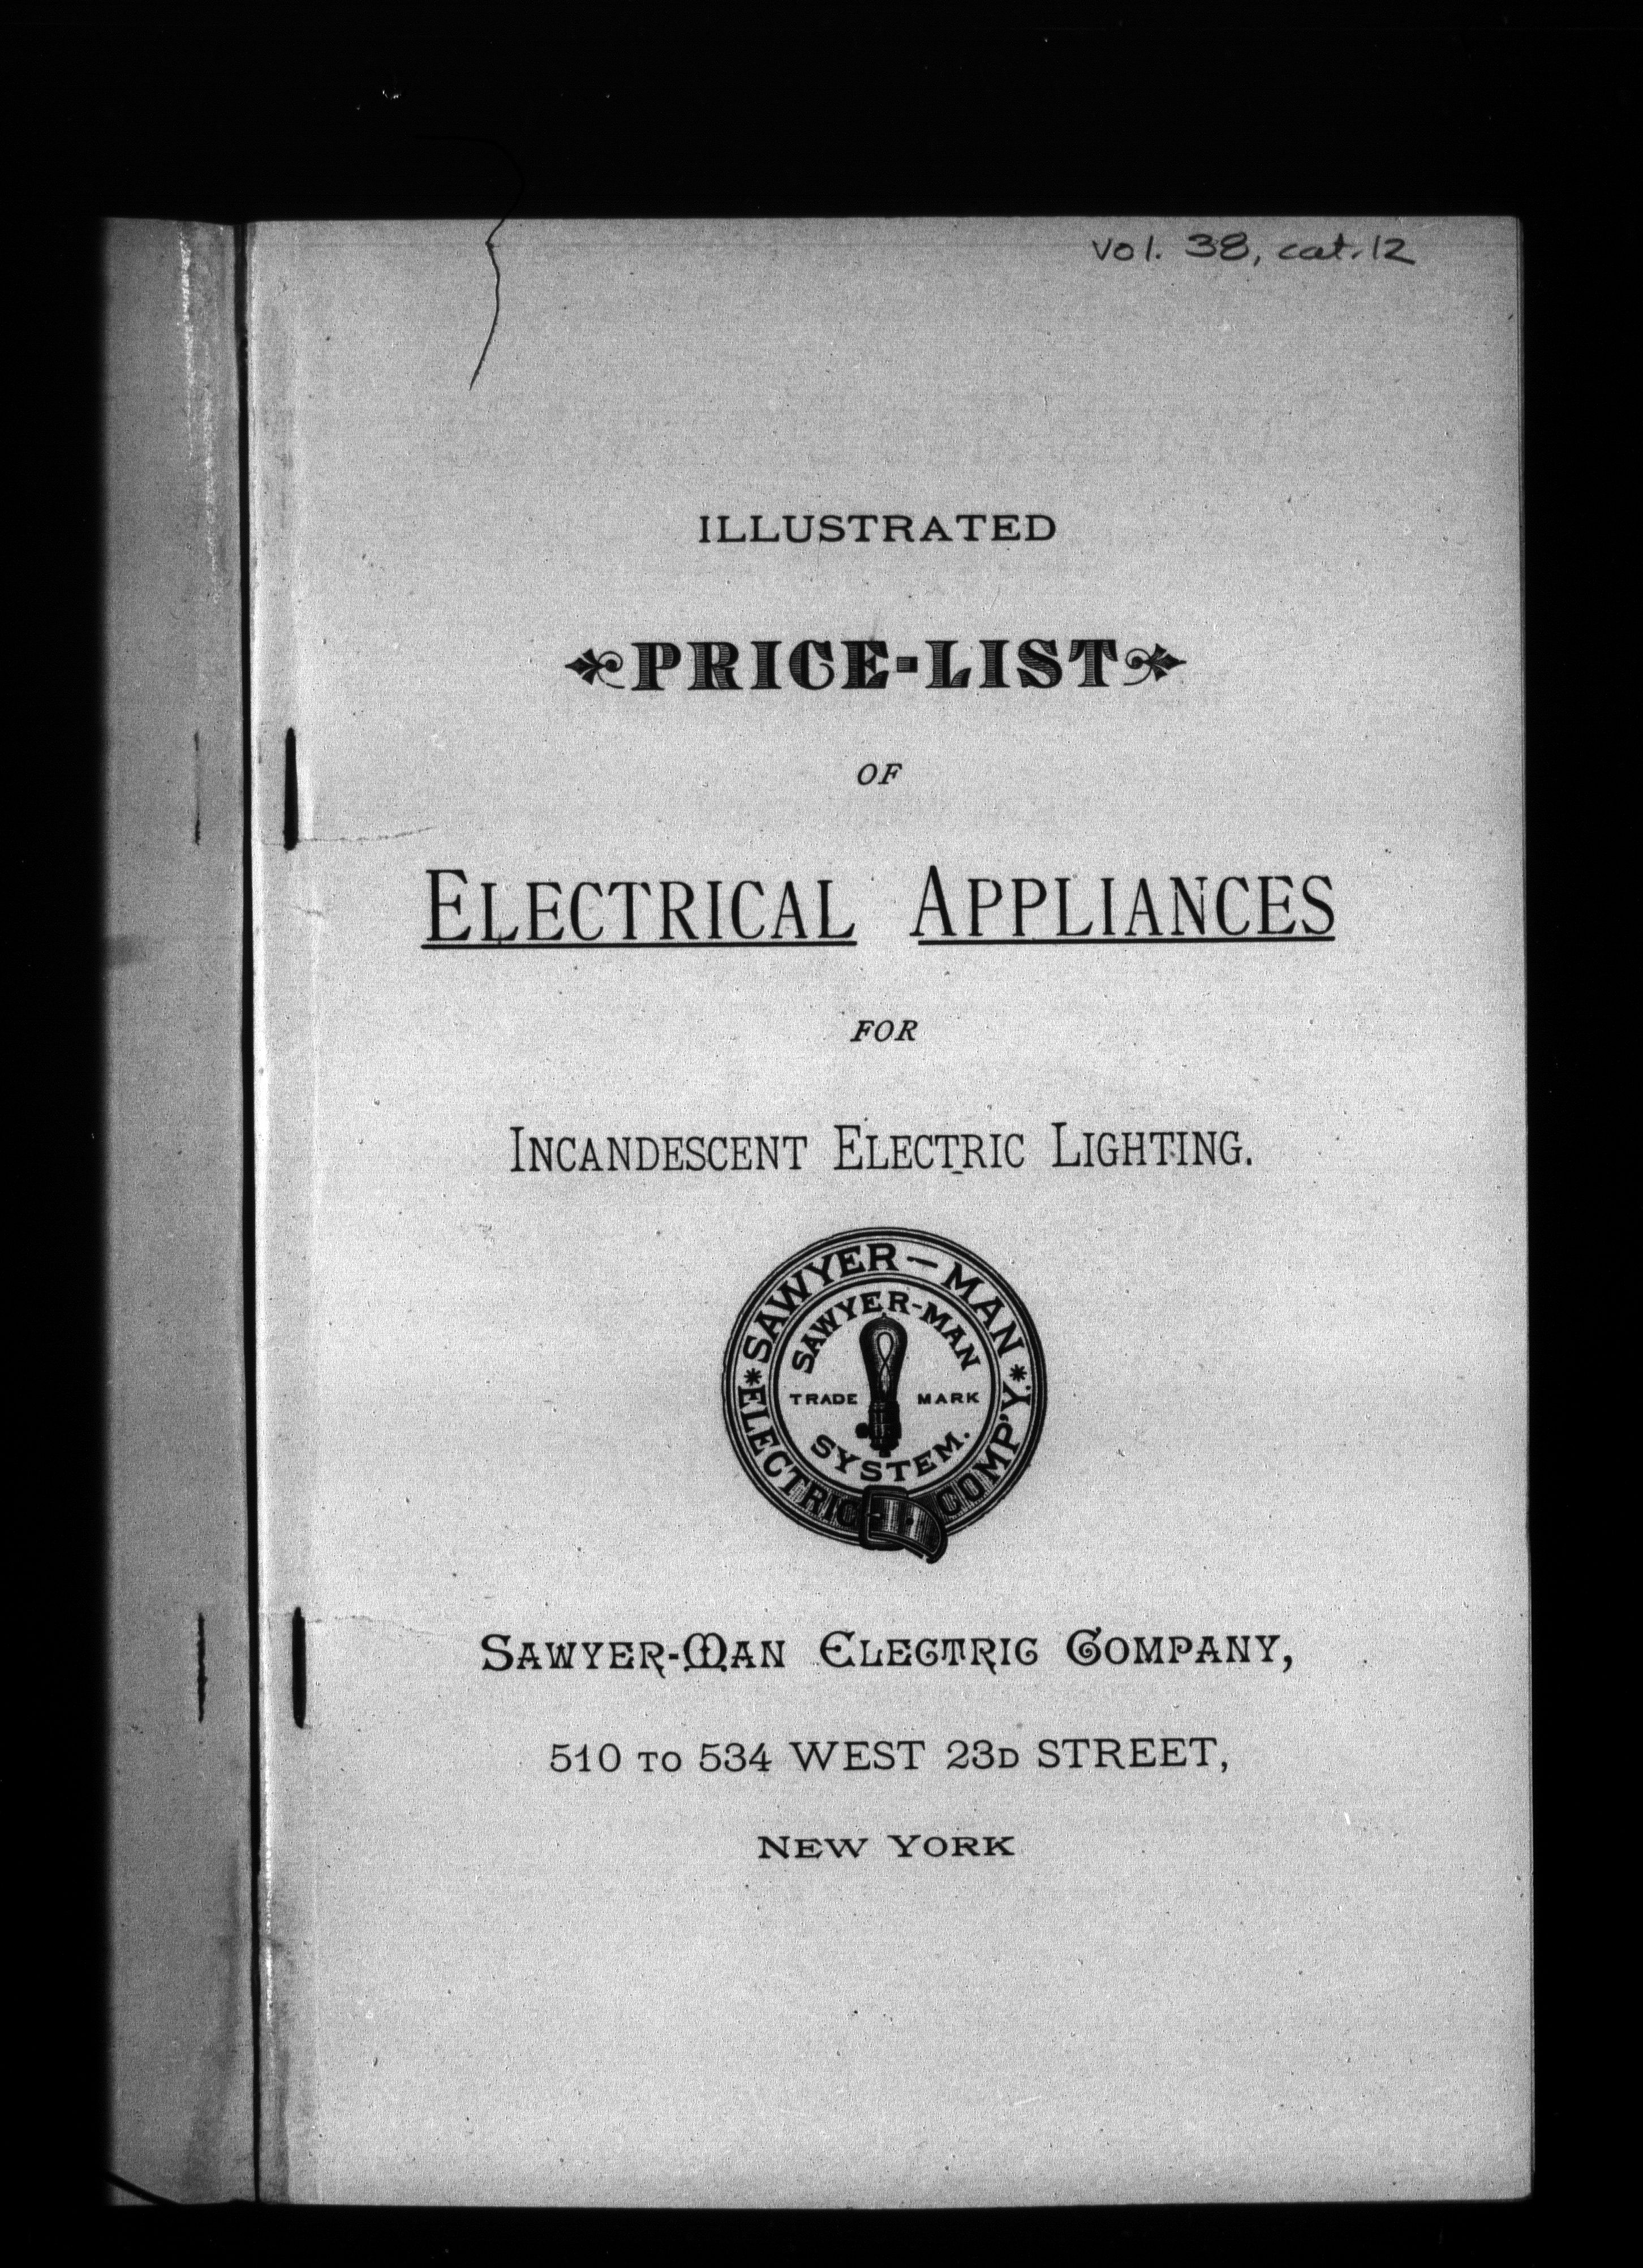 vol. 38, cat. 12
ILLUSTRATED
PRICE-LIST
OF
ELECTRICAL APPLIANCES
FOR
INCANDESCENT ELECTRIC LIGHTING.
SAWYER-MAN
ELECTRIC COMP'Y.
SAWYER-MAN
TRADE MARK
SYSTEM.
SAWYER-MAN ELECTRIC COMPANY,
510 TO 534 WEST 23D STREET,
NEW YORK